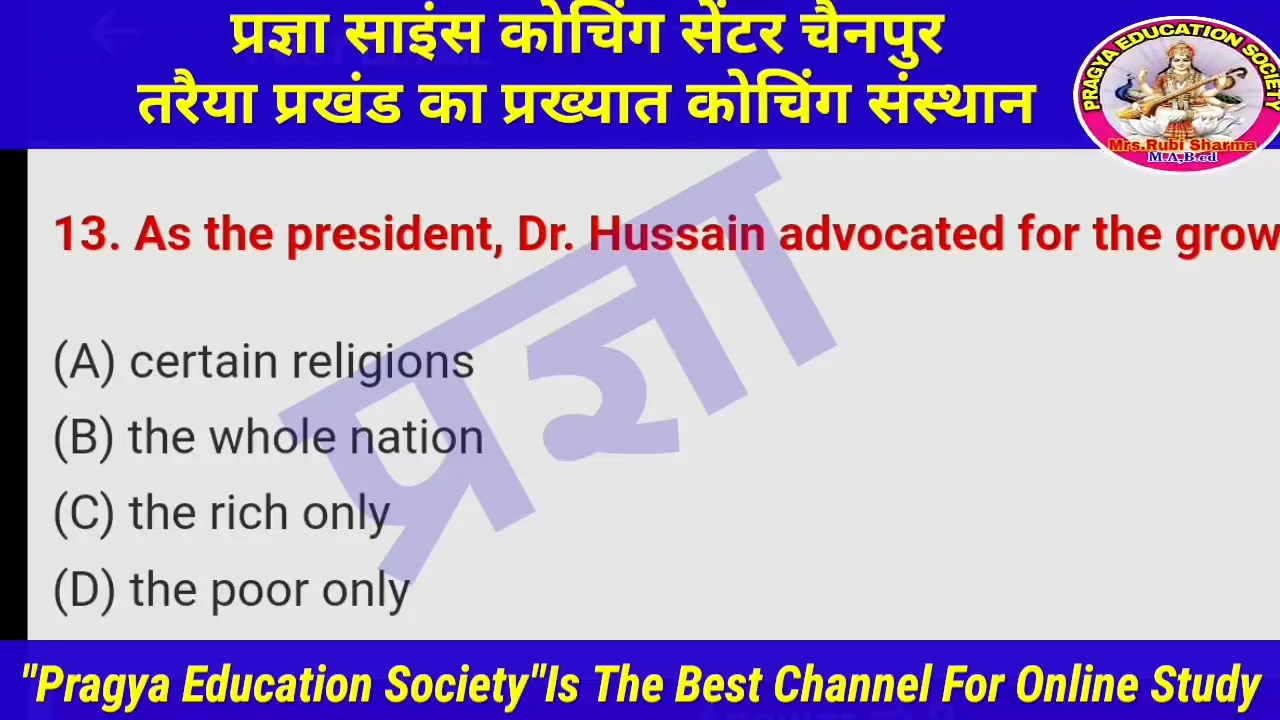 प्रज्ञा साइंस कोचिंग सेंटर चैनपुर
तरैया प्रखंड का प्रख्यात कोचिंग संस्थान
PRAGYA EDUCATION SOCIETY
Mrs.Rubi Sharma
M.A,B.ed
13. As the president, Dr. Hussain advocated for the grow
प्रज्ञा
(A) certain religions
(B) the whole nation
(C) the rich only
(D) the poor only
"Pragya Education Society"Is The Best Channel For Online Study